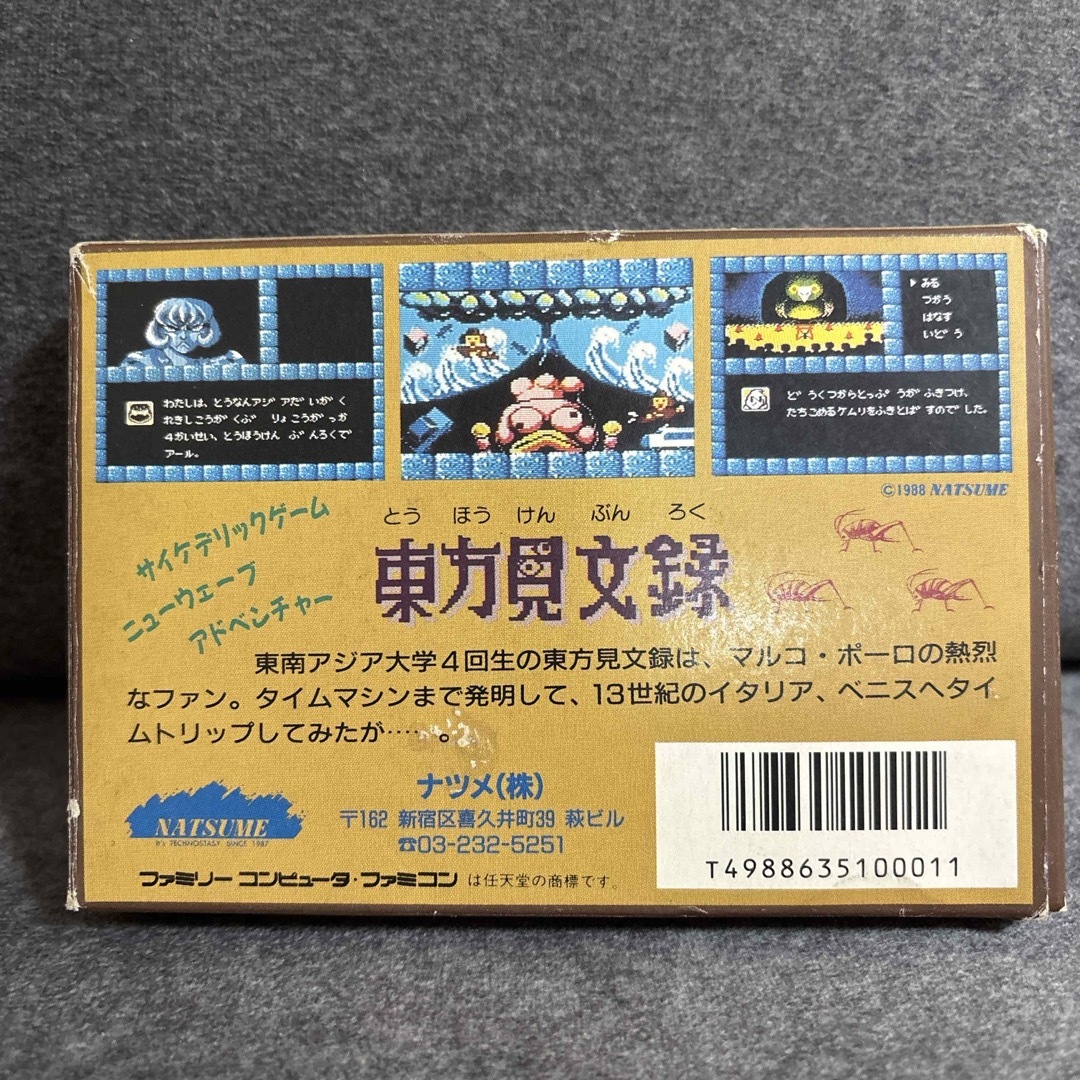 わたしは、とうなんアジ アだ いが く
れきしこうが くぶ りょ こうが っか
4かいせい、とうほうけん ぶ んろくで
アール。
▶みる
つかう
はなす
いど う
ど うくつからとっぷ うが ふきつけ、
たちこめるケムリをふきとば すので した。
©1988 NATSUME
サイケデリックゲーム
ニューウェーブ
アドベンチャー
とう ほう けん ぶん ろく
東方見文録
東南アジア大学4回生の東方見文録は、マルコ・ポーロの熱烈
なファン。タイムマシンまで発明して、13世紀のイタリア、ベニスへタイ
ムトリップしてみたが……。
NATSUME
It's TECHNOSTASY SINCE 1987
ナツメ(株)
〒162 新宿区喜久井町39 萩ビル
☎03-232-5251
ファミリーコンピュータ・ファミコン は任天堂の商標です。
T4988635100011